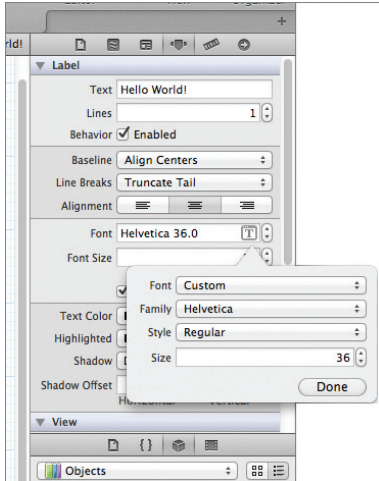 rld!
Label
Text Hello World!
Lines 1
Behavior Enabled
Baseline Align Centers
Line Breaks Truncate Tail
Alignment
Font Helvetica 36.0 T
Font Size
Font Custom
Family Helvetica
Style Regular
Size 36
Done
Text Color
Highlighted
Shadow
Shadow Offset
Horizontal Vertical
View
{}
Objects